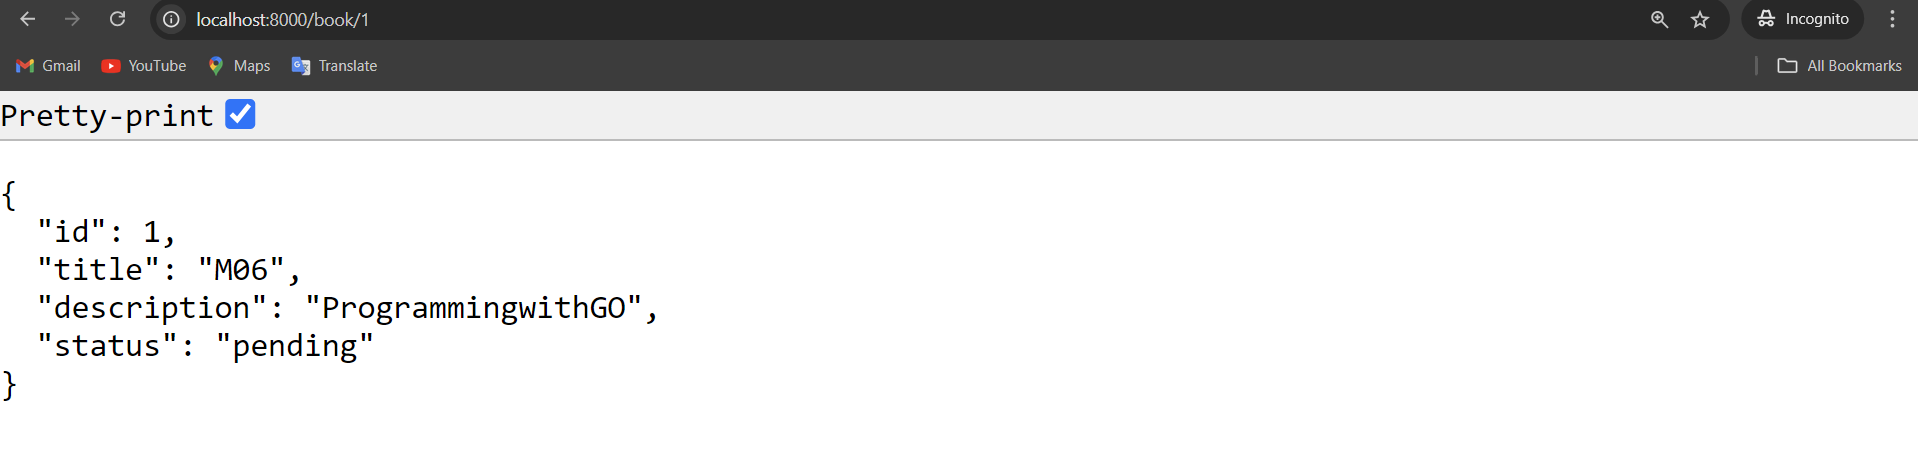 localhost:8000/book/1
Incognito
Gmail YouTube Maps Translate All Bookmarks
Pretty-print
{
  "id": 1,
  "title": "M06",
  "description": "ProgrammingwithGO",
  "status": "pending"
}